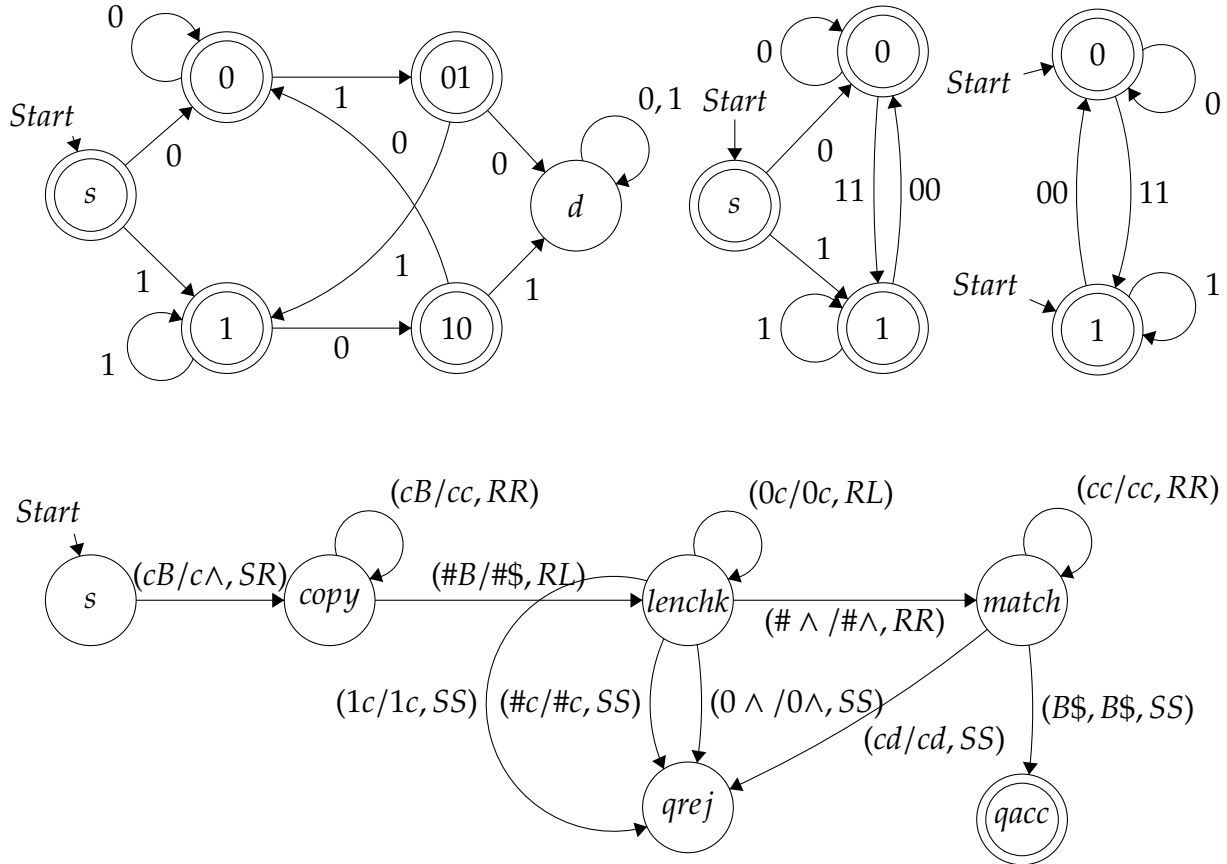 0
0
01
0
0
0
Start
1
0
0, 1
Start
Start
0
0
0
0
s
d
s
11
00
00
11
1
1
1
1
Start
1
10
1
1
1
0
1
1
(cB/cc, RR)
(0c/0c, RL)
(cc/cc, RR)
Start
(cB/c∧, SR)
(#B/#$, RL)
s
copy
lenchk
match
(# ∧ /#∧, RR)
(1c/1c, SS)
(#c/#c, SS)
(0 ∧ /0∧, SS)
(B$, B$, SS)
(cd/cd, SS)
qrej
qacc